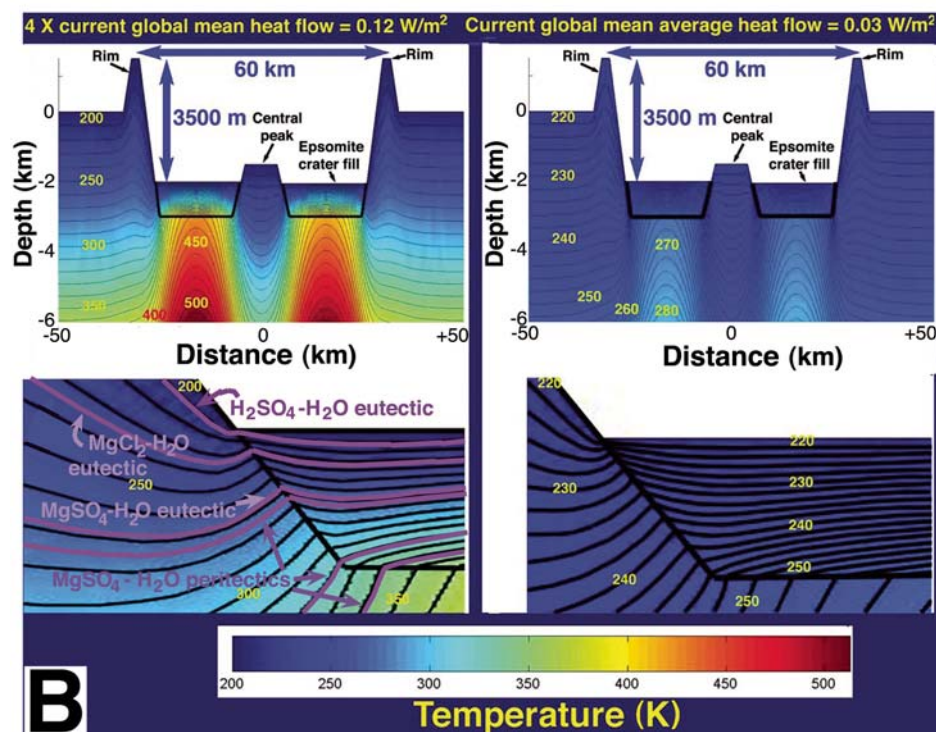 4 X current global mean heat flow = 0.12 W/m²
Current global mean average heat flow = 0.03 W/m²
Rim
Rim
60 km
3500 m
Central
peak
Epsomite
crater fill
0
-2
-4
-6
Depth (km)
200
250
300
350
400
450
500
-50
0
+50
Distance (km)
Rim
Rim
60 km
3500 m
Central
peak
Epsomite
crater fill
0
-2
-4
-6
Depth (km)
220
230
240
250
260
270
280
-50
0
+50
Distance (km)
200
H₂SO₄-H₂O eutectic
MgCl₂-H₂O
eutectic
250
MgSO₄-H₂O eutectic
MgSO₄ - H₂O peritectics
300
350
220
220
230
230
240
240
250
250
B
200
250
300
350
400
450
500
Temperature (K)